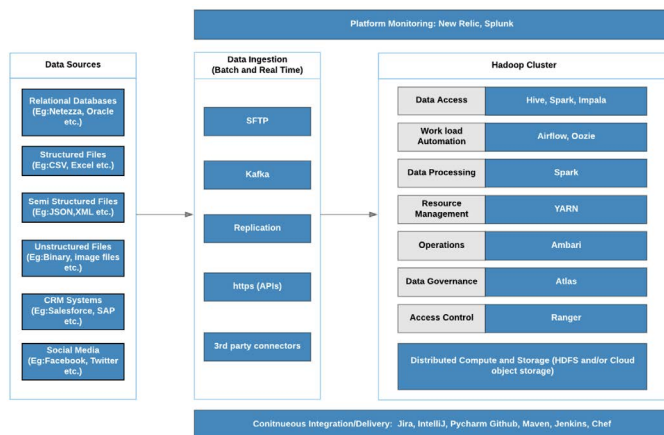 Platform Monitoring: New Relic, Splunk
Data Sources
Relational Databases
(Eg:Netezza, Oracle
etc.)
Structured Files
(Eg:CSV, Excel etc.)
Semi Structured Files
(Eg:JSON,XML etc.)
Unstructured Files
(Eg:Binary, image files
etc.)
CRM Systems
(Eg:Salesforce, SAP
etc.)
Social Media
(Eg:Facebook, Twitter
etc.)
Data Ingestion
(Batch and Real Time)
SFTP
Kafka
Replication
https (APIs)
3rd party connectors
Hadoop Cluster
Data Access
Hive, Spark, Impala
Work load
Automation
Airflow, Oozie
Data Processing
Spark
Resource
Management
YARN
Operations
Ambari
Data Governance
Atlas
Access Control
Ranger
Distributed Compute and Storage (HDFS and/or Cloud
object storage)
Conitnueous Integration/Delivery: Jira, IntelliJ, Pycharm Github, Maven, Jenkins, Chef